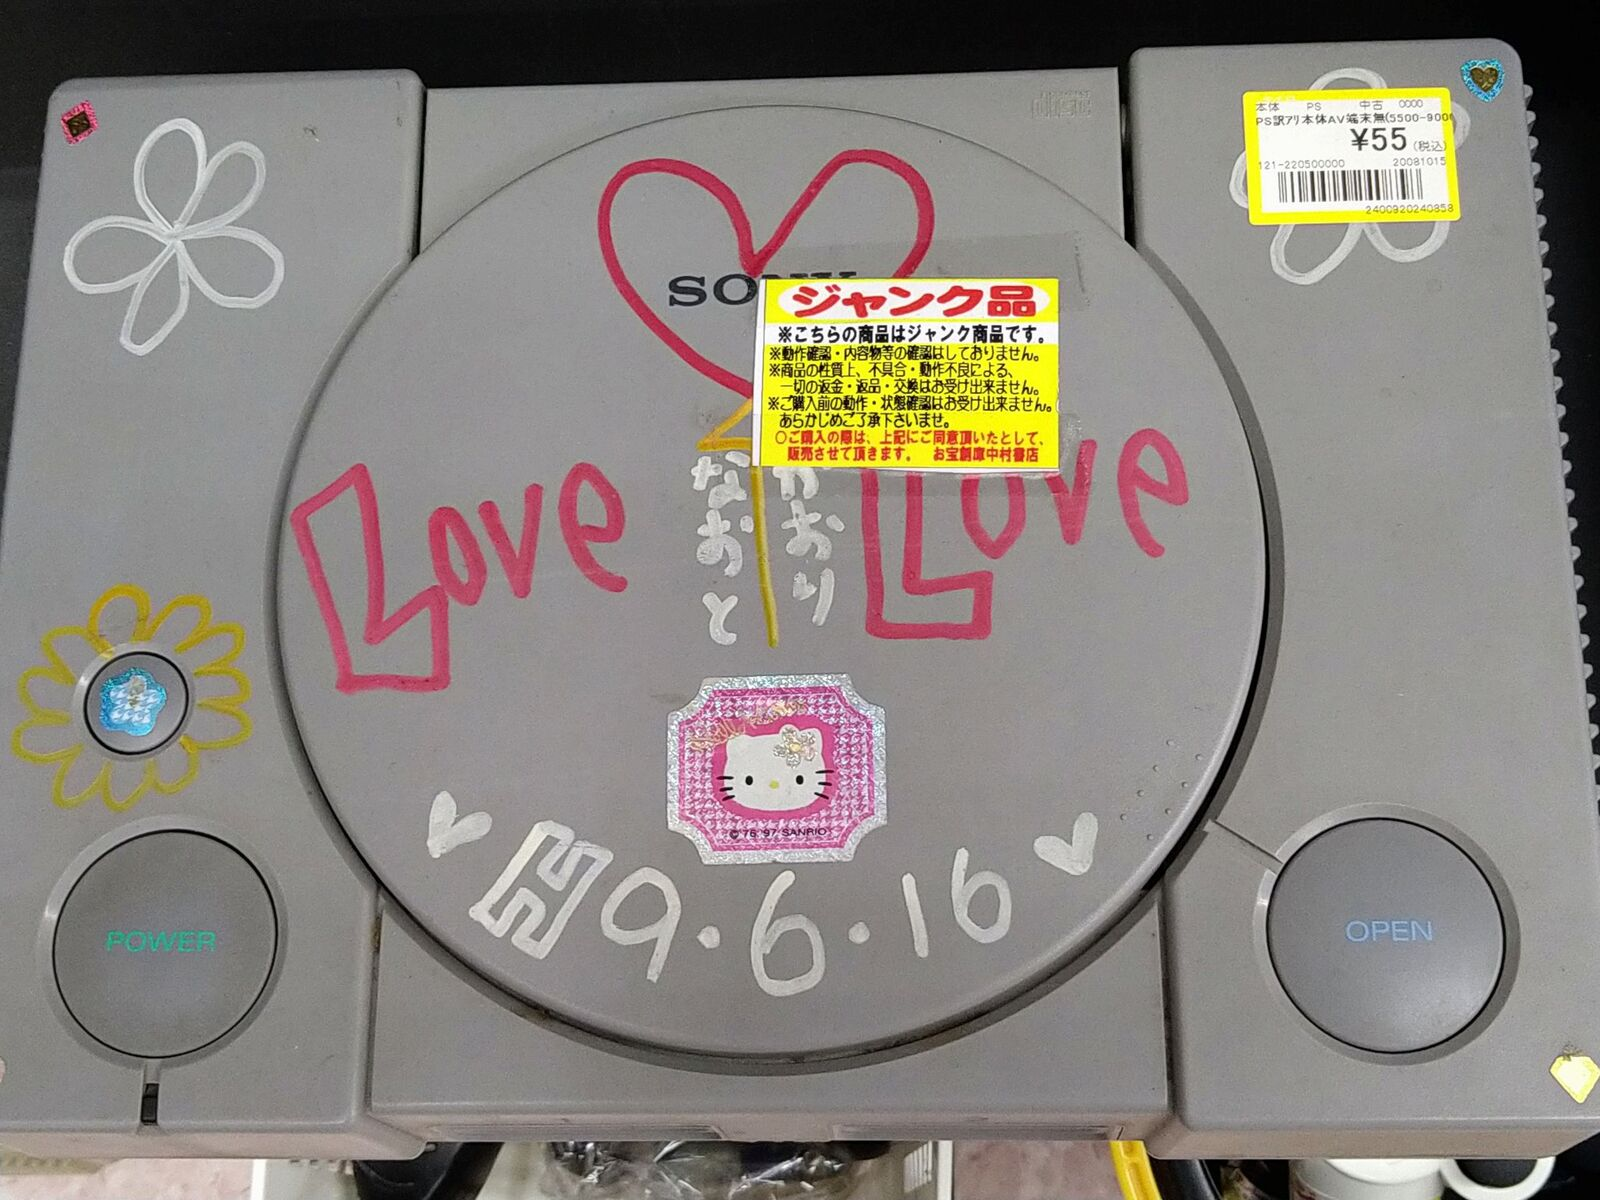 本体 PS 中古 0000
PS訳ｱﾘ本体AV端末無(5500-900
¥55(税込)
121-220500000 20081015
2400920240858
SONY
ジャンク品
※こちらの商品はジャンク商品です。
※動作確認・内容物等の確認はしておりません。
※商品の性質上、不具合・動作不良による、
一切の返金・返品・交換はお受け出来ません。
※ご購入前の動作・状態確認はお受け出来ません。
あらかじめご了承下さいませ。
○ご購入の際は、上記にご同意頂いたとして、
販売させて頂きます。 お宝創庫中村書店
Love
Love
かおり
なおと
© '76, '97 SANRIO
9・6・16
POWER
OPEN